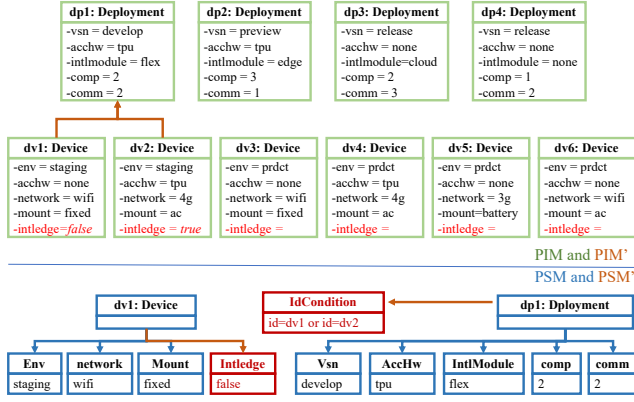 dp1: Deployment
-vsn = develop
-acchw = tpu
-intlmodule = flex
-comp = 2
-comm = 2
dp2: Deployment
-vsn = preview
-acchw = tpu
-intlmodule = edge
-comp = 3
-comm = 1
dp3: Deployment
-vsn = release
-acchw = none
-intlmodule=cloud
-comp = 2
-comm = 3
dp4: Deployment
-vsn = release
-acchw = none
-intlmodule = none
-comp = 1
-comm = 2
dv1: Device
-env = staging
-acchw = none
-network = wifi
-mount = fixed
-intledge=false
dv2: Device
-env = staging
-acchw = tpu
-network = 4g
-mount = ac
-intledge = true
dv3: Device
-env = prdct
-acchw = none
-network = wifi
-mount = fixed
-intledge =
dv4: Device
-env = prdct
-acchw = tpu
-network = 4g
-mount = ac
-intledge =
dv5: Device
-env = prdct
-acchw = none
-network = 3g
-mount=battery
-intledge =
dv6: Device
-env = prdct
-acchw = none
-network = wifi
-mount = ac
-intledge =
PIM and PIM'
PSM and PSM'
dv1: Device
IdCondition
id=dv1 or id=dv2
dp1: Dployment
Env
staging
network
wifi
Mount
fixed
Intledge
false
Vsn
develop
AccHw
tpu
IntlModule
flex
comp
2
comm
2